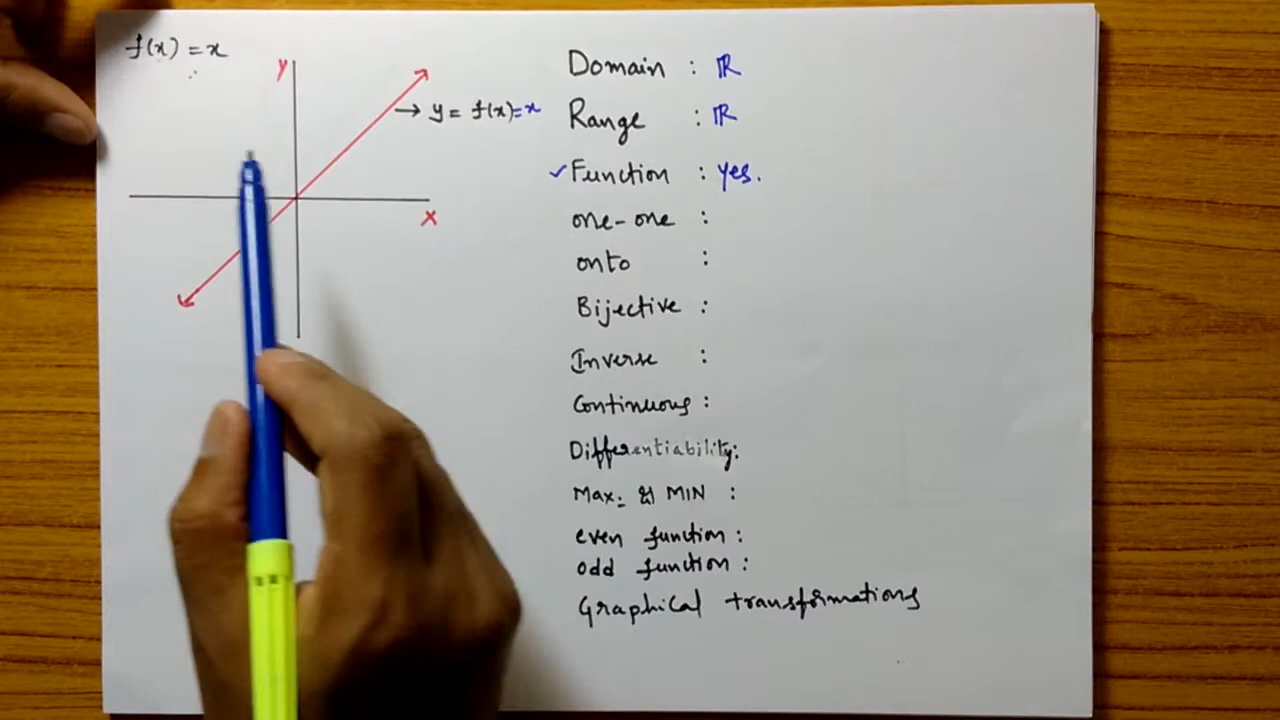 f(x) = x
y
→ y = f(x)=x
x
Domain : ℝ
Range : ℝ
✓Function : yes.
one-one :
onto :
Bijective :
Inverse :
Continuous :
Differentiability:
Max. & MIN :
even function :
odd function :
Graphical transformations